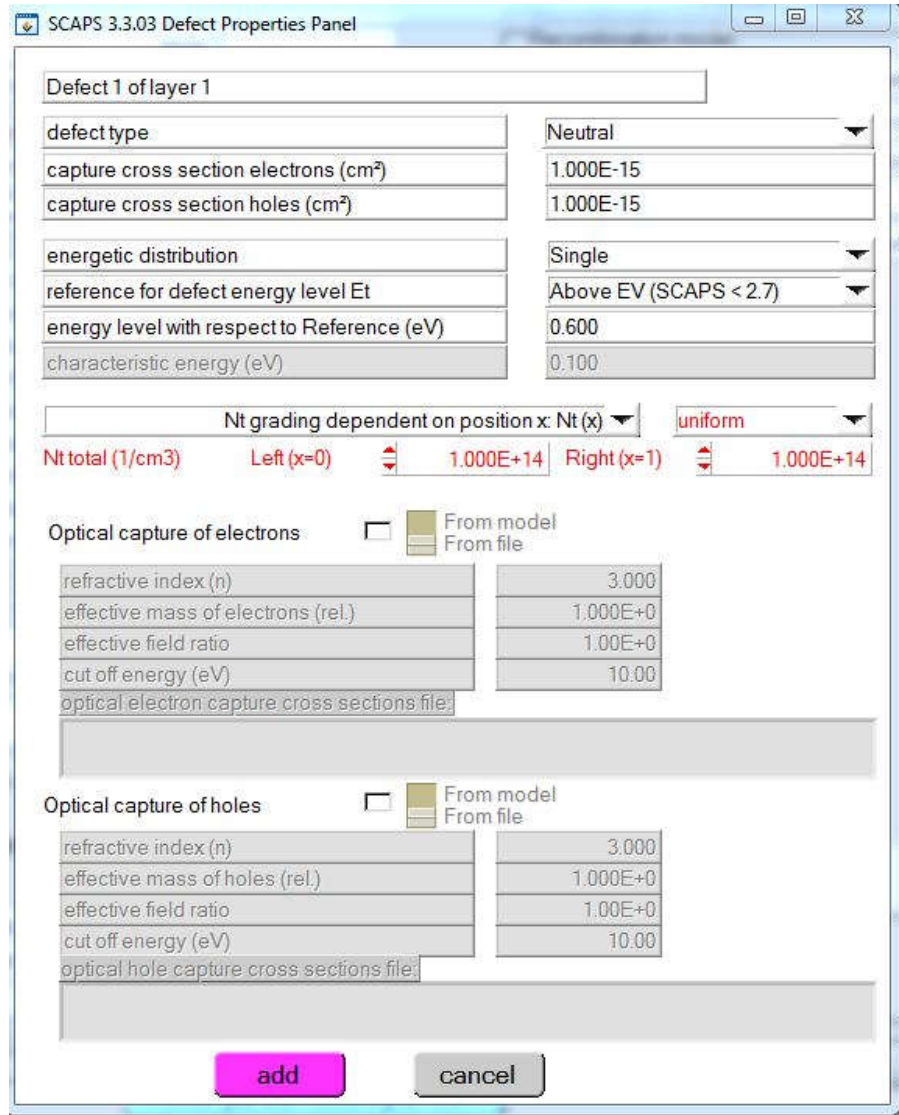 SCAPS 3.3.03 Defect Properties Panel
Defect 1 of layer 1
defect type Neutral
capture cross section electrons (cm²) 1.000E-15
capture cross section holes (cm²) 1.000E-15
energetic distribution Single
reference for defect energy level Et Above EV (SCAPS < 2.7)
energy level with respect to Reference (eV) 0.600
characteristic energy (eV) 0.100
Nt grading dependent on position x: Nt (x) uniform
Nt total (1/cm3) Left (x=0) 1.000E+14 Right (x=1) 1.000E+14
Optical capture of electrons From model
From file
refractive index (n) 3.000
effective mass of electrons (rel.) 1.000E+0
effective field ratio 1.00E+0
cut off energy (eV) 10.00
optical electron capture cross sections file:
Optical capture of holes From model
From file
refractive index (n) 3.000
effective mass of holes (rel.) 1.000E+0
effective field ratio 1.00E+0
cut off energy (eV) 10.00
optical hole capture cross sections file:
add cancel